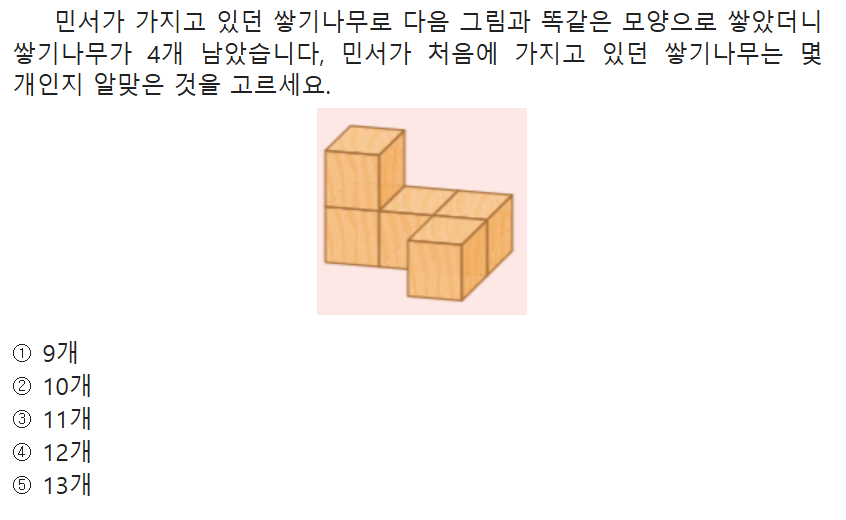 민서가 가지고 있던 쌓기나무로 다음 그림과 똑같은 모양으로 쌓았더니
쌓기나무가 4개 남았습니다, 민서가 처음에 가지고 있던 쌓기나무는 몇
개인지 알맞은 것을 고르세요.
① 9개
② 10개
③ 11개
④ 12개
⑤ 13개